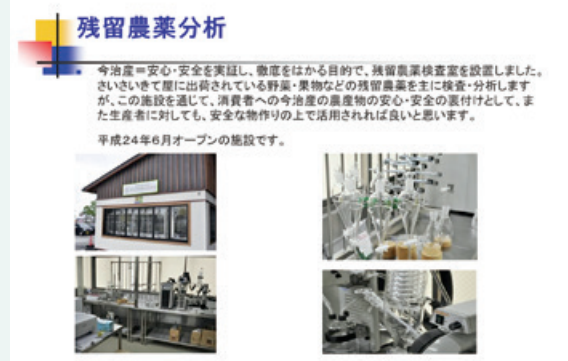 残留農薬分析
今治産＝安心・安全を実証し、徹底をはかる目的で、残留農薬検査室を設置しました。
さいさいきて屋に出荷されている野菜・果物などの残留農薬を主に検査・分析します
が、この施設を通じて、消費者への今治産の農産物の安心・安全の裏付けとして、ま
た生産者に対しても、安全な物作りの上で活用されれば良いと思います。
平成24年6月オープンの施設です。